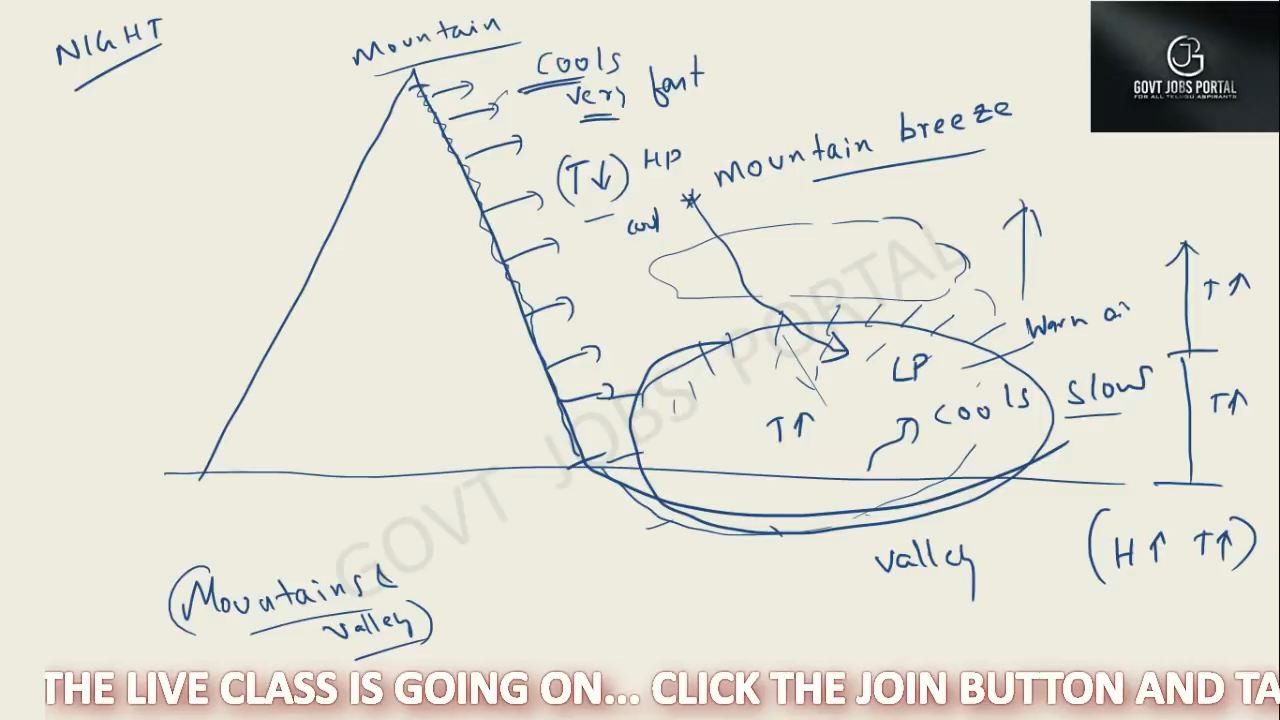 NIGHT
Mountain
Cools
very fast
(T↓) HP
cool
* mountain breeze
Warm air
LP
T↑
Cools slow
T↑
T↑
valley
(H↑ T↑)
(Mountains &
valley)
GOVT JOBS PORTAL
GOVT JOBS PORTAL
FOR ALL TELUGU ASPIRANTS
THE LIVE CLASS IS GOING ON... CLICK THE JOIN BUTTON AND TA